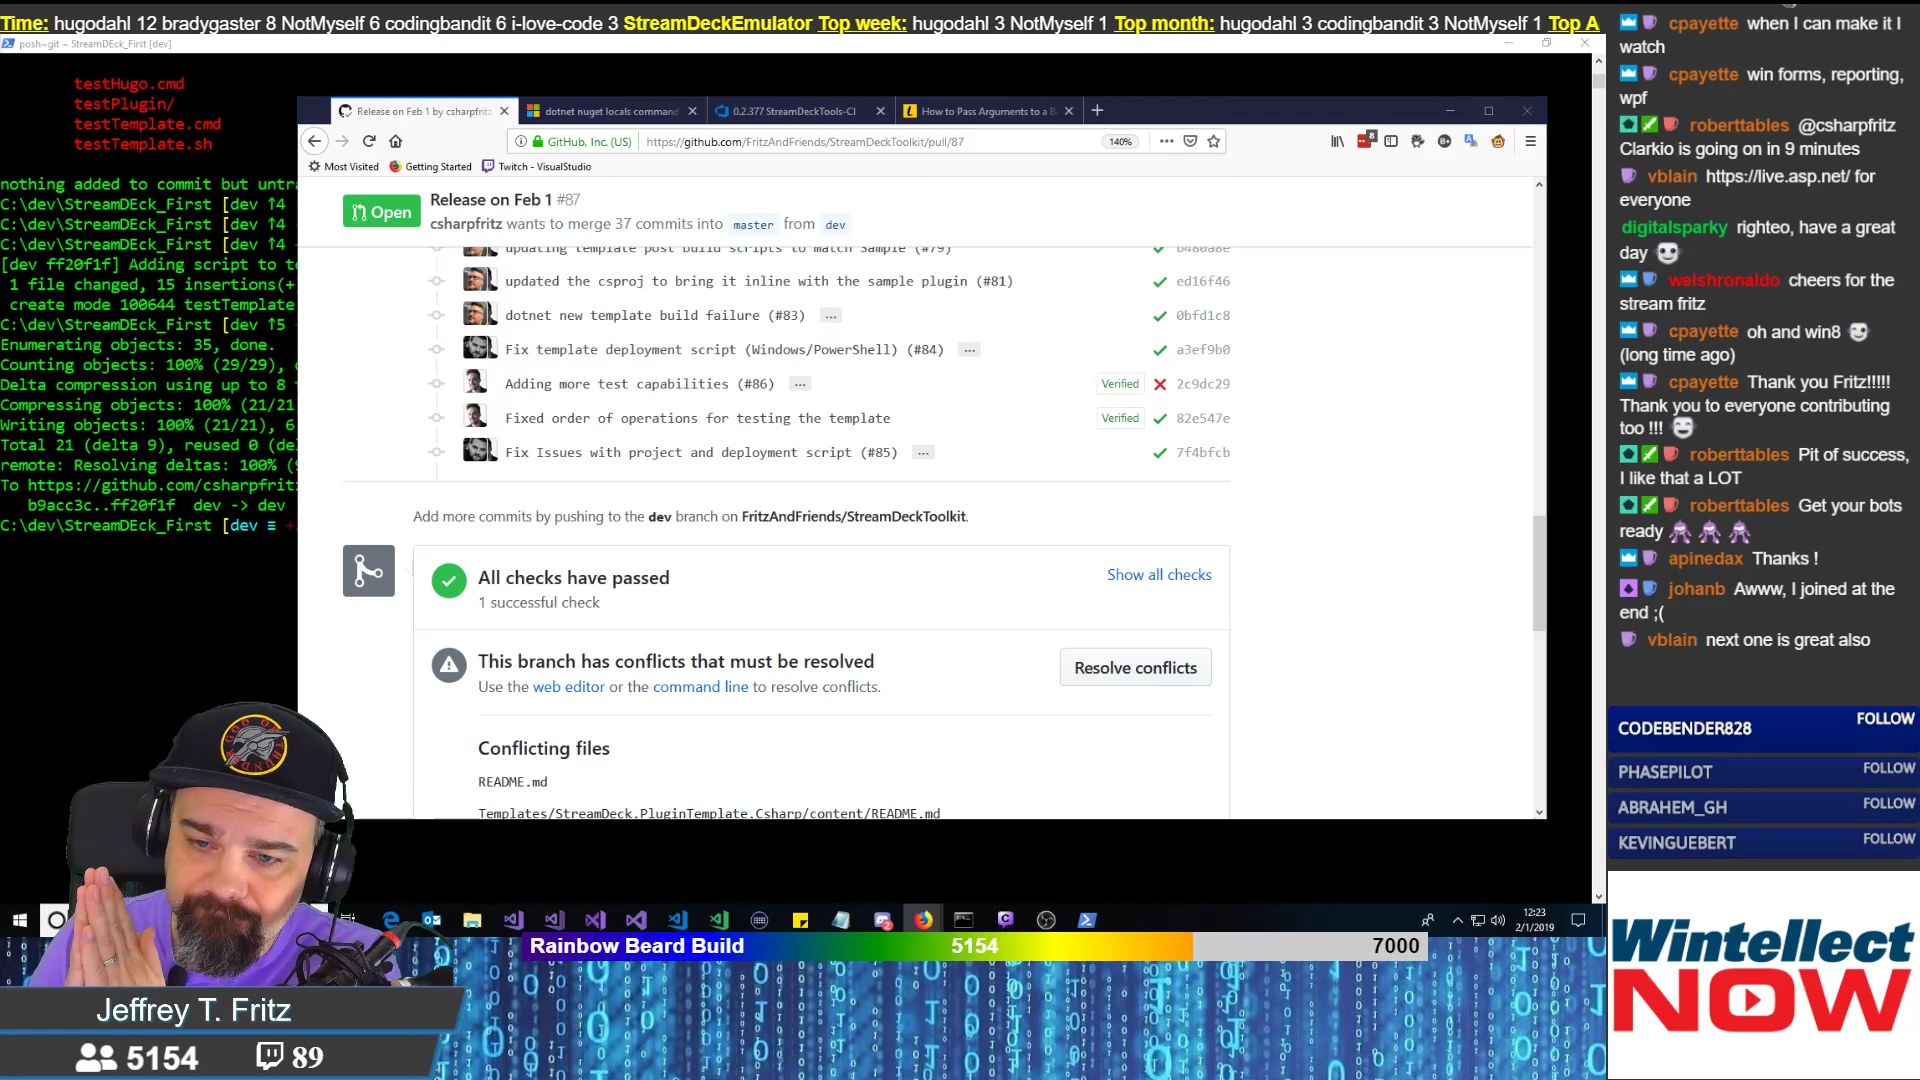 Time: hugodahl 12 bradygaster 8 NotMyself 6 codingbandit 6 i-love-code 3 StreamDeckEmulator Top week: hugodahl 3 NotMyself 1 Top month: hugodahl 3 codingbandit 3 NotMyself 1 Top A
posh~git ~ StreamDEck_First [dev]
testHugo.cmd
testPlugin/
testTemplate.cmd
testTemplate.sh
nothing added to commit but untra
C:\dev\StreamDEck_First [dev ↑4
C:\dev\StreamDEck_First [dev ↑4
C:\dev\StreamDEck_First [dev ↑4
[dev ff20f1f] Adding script to te
1 file changed, 15 insertions(+
create mode 100644 testTemplate
C:\dev\StreamDEck_First [dev ↑5
Enumerating objects: 35, done.
Counting objects: 100% (29/29),
Delta compression using up to 8
Compressing objects: 100% (21/21
Writing objects: 100% (21/21), 6
Total 21 (delta 9), reused 0 (de
remote: Resolving deltas: 100% (
To https://github.com/csharpfrit
b9acc3c..ff20f1f dev -> dev
C:\dev\StreamDEck_First [dev ≡ +
Release on Feb 1 by csharpfritz
dotnet nuget locals command
0.2.377 StreamDeckTools-CI
How to Pass Arguments to a B
GitHub, Inc. (US)
https://github.com/FritzAndFriends/StreamDeckToolkit/pull/87
140%
8
Most Visited Getting Started Twitch - VisualStudio
Open
Release on Feb 1 #87
csharpfritz wants to merge 37 commits into master from dev
updating template post build scripts to match Sample (#79) b480a8e
updated the csproj to bring it inline with the sample plugin (#81) ed16f46
dotnet new template build failure (#83) ... 0bfd1c8
Fix template deployment script (Windows/PowerShell) (#84) ... a3ef9b0
Adding more test capabilities (#86) ... Verified 2c9dc29
Fixed order of operations for testing the template Verified 82e547e
Fix Issues with project and deployment script (#85) ... 7f4bfcb
Add more commits by pushing to the dev branch on FritzAndFriends/StreamDeckToolkit.
All checks have passed
1 successful check
Show all checks
This branch has conflicts that must be resolved
Use the web editor or the command line to resolve conflicts.
Resolve conflicts
Conflicting files
README.md
Templates/StreamDeck.PluginTemplate.Csharp/content/README.md
12:23
2/1/2019
Rainbow Beard Build 5154 7000
Jeffrey T. Fritz
5154 89
GOD OF THUNDER
cpayette when I can make it I
watch
cpayette win forms, reporting,
wpf
roberttables @csharpfritz
Clarkio is going on in 9 minutes
vblain https://live.asp.net/ for
everyone
digitalsparky righteo, have a great
day
welshronaldo cheers for the
stream fritz
cpayette oh and win8
(long time ago)
cpayette Thank you Fritz!!!!!
Thank you to everyone contributing
too !!!
roberttables Pit of success,
I like that a LOT
roberttables Get your bots
ready
apinedax Thanks !
johanb Awww, I joined at the
end ;(
vblain next one is great also
CODEBENDER828 FOLLOW
PHASEPILOT FOLLOW
ABRAHEM_GH FOLLOW
KEVINGUEBERT FOLLOW
Wintellect
NOW